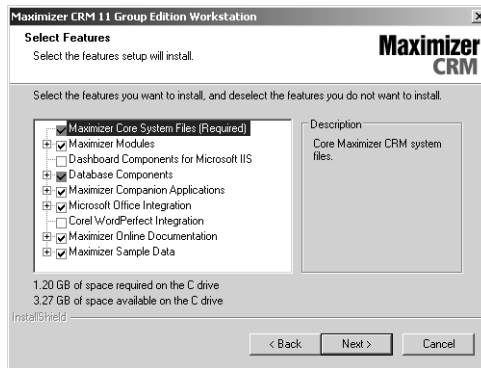 Maximizer CRM 11 Group Edition Workstation
Select Features
Select the features setup will install.
Maximizer
CRM
Select the features you want to install, and deselect the features you do not want to install.
Maximizer Core System Files (Required)
Maximizer Modules
Dashboard Components for Microsoft IIS
Database Components
Maximizer Companion Applications
Microsoft Office Integration
Corel WordPerfect Integration
Maximizer Online Documentation
Maximizer Sample Data
Description
Core Maximizer CRM system
files.
1.20 GB of space required on the C drive
3.27 GB of space available on the C drive
InstallShield
< Back
Next >
Cancel